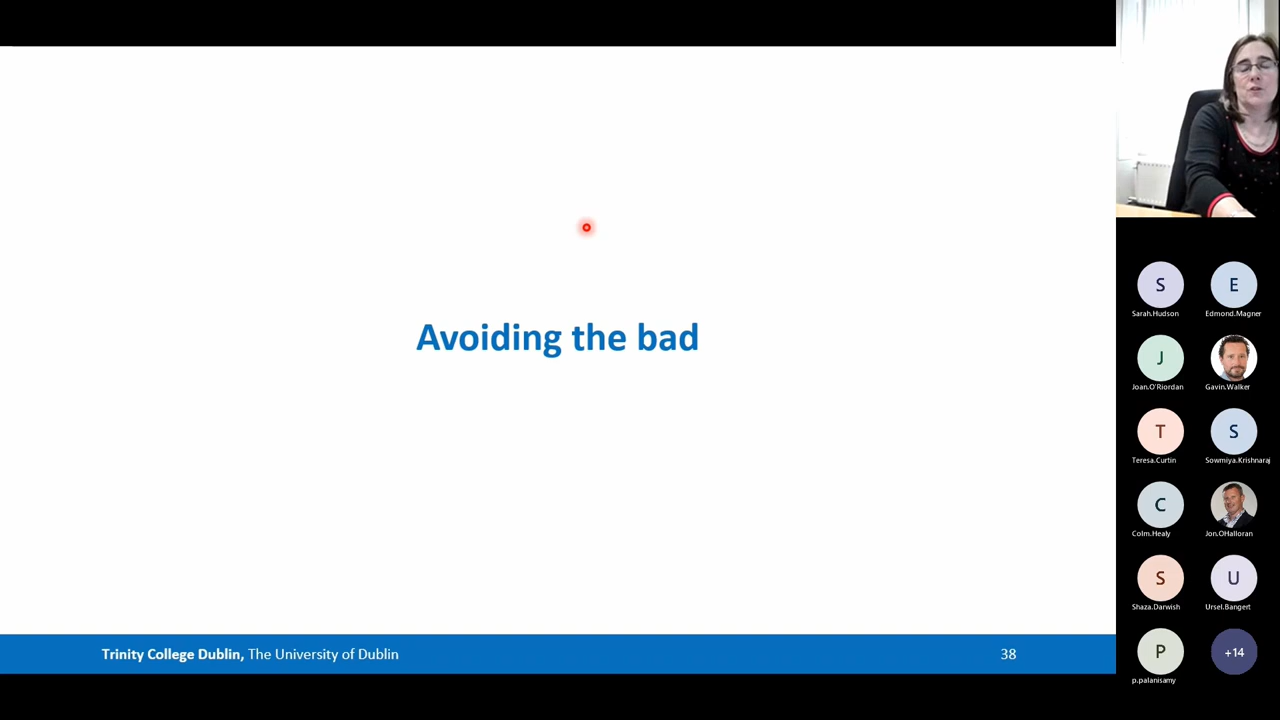 Avoiding the bad
Trinity College Dublin, The University of Dublin
38
S
E
Sarah.Hudson
Edmond.Magner
J
Joan.O'Riordan
Gavin.Walker
T
S
Teresa.Curtin
Sowmiya.Krishnaraj
C
Colm.Healy
Jon.OHalloran
S
U
Shaza.Darwish
Ursel.Bangert
P
+14
p.palanisamy